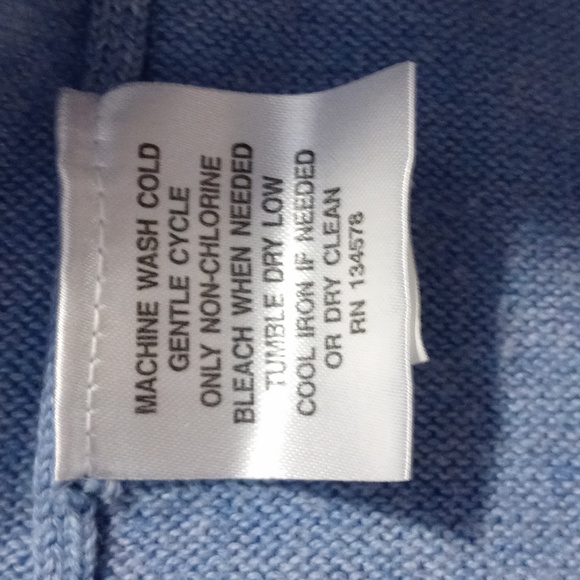 MACHINE WASH COLD
GENTLE CYCLE
ONLY NON-CHLORINE
BLEACH WHEN NEEDED
TUMBLE DRY LOW
COOL IRON IF NEEDED
OR DRY CLEAN
RN 134578